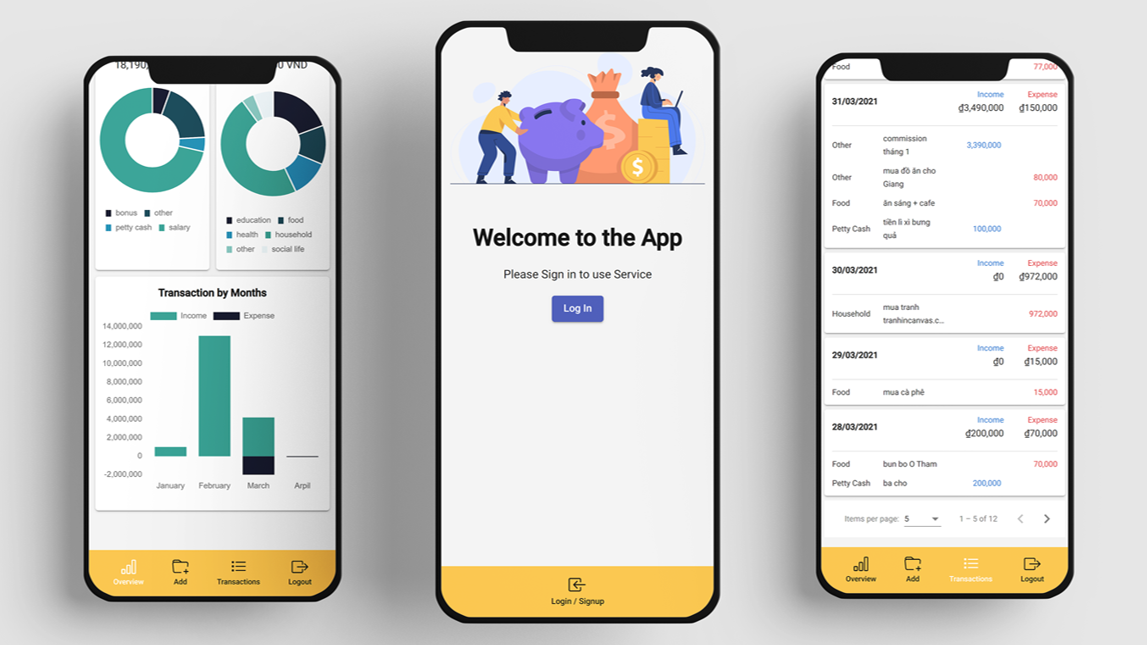 18,190,
0 VND
bonus other
petty cash salary
education food
health household
other social life
Transaction by Months
Income Expense
14,000,000
12,000,000
10,000,000
8,000,000
6,000,000
4,000,000
2,000,000
0
-2,000,000
January February March Arpil
Overview Add Transactions Logout
$
$
Welcome to the App
Please Sign in to use Service
Log In
Login / Signup
Food 77,000
31/03/2021 Income Expense
₫3,490,000 ₫150,000
Other commission
tháng 1 3,390,000
Other mua đồ ăn cho
Giang 80,000
Food ăn sáng + cafe 70,000
Petty Cash tiền lì xì bưng
quả 100,000
30/03/2021 Income Expense
₫0 ₫972,000
Household mua tranh
tranhincanvas.c... 972,000
29/03/2021 Income Expense
₫0 ₫15,000
Food mua cà phê 15,000
28/03/2021 Income Expense
₫200,000 ₫70,000
Food bun bo O Tham 70,000
Petty Cash ba cho 200,000
Items per page: 5 1 – 5 of 12
Overview Add Transactions Logout